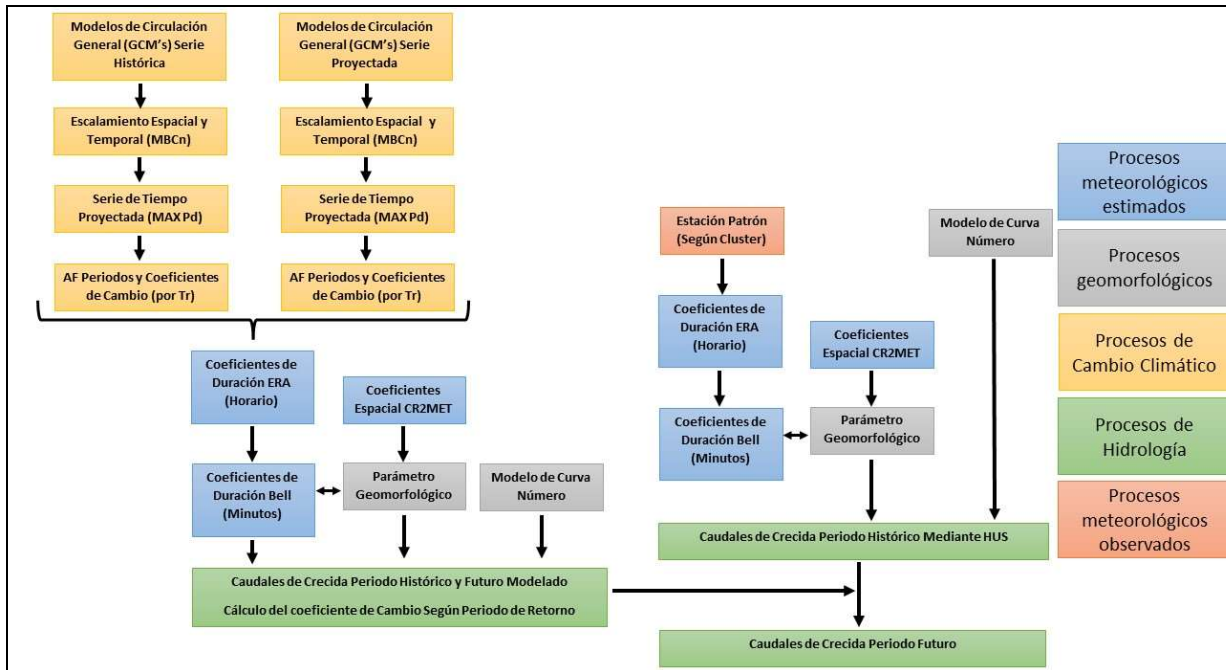 Modelos de Circulación
General (GCM's) Serie
Histórica
Modelos de Circulación
General (GCM's) Serie
Proyectada
Escalamiento Espacial y
Temporal (MBCn)
Escalamiento Espacial y
Temporal (MBCn)
Serie de Tiempo
Proyectada (MAX Pd)
Serie de Tiempo
Proyectada (MAX Pd)
AF Periodos y Coeficientes
de Cambio (por Tr)
AF Periodos y Coeficientes
de Cambio (por Tr)
Coeficientes de
Duración ERA
(Horario)
Coeficientes
Espacial CR2MET
Coeficientes de
Duración Bell
(Minutos)
Parámetro
Geomorfológico
Modelo de Curva
Número
Caudales de Crecida Periodo Histórico y Futuro Modelado
Cálculo del coeficiente de Cambio Según Periodo de Retorno
Estación Patrón
(Según Cluster)
Modelo de Curva
Número
Coeficientes de
Duración ERA
(Horario)
Coeficientes
Espacial CR2MET
Coeficientes de
Duración Bell
(Minutos)
Parámetro
Geomorfológico
Caudales de Crecida Periodo Histórico Mediante HUS
Caudales de Crecida Periodo Futuro
Procesos
meteorológicos
estimados
Procesos
geomorfológicos
Procesos de
Cambio Climático
Procesos de
Hidrología
Procesos
meteorológicos
observados